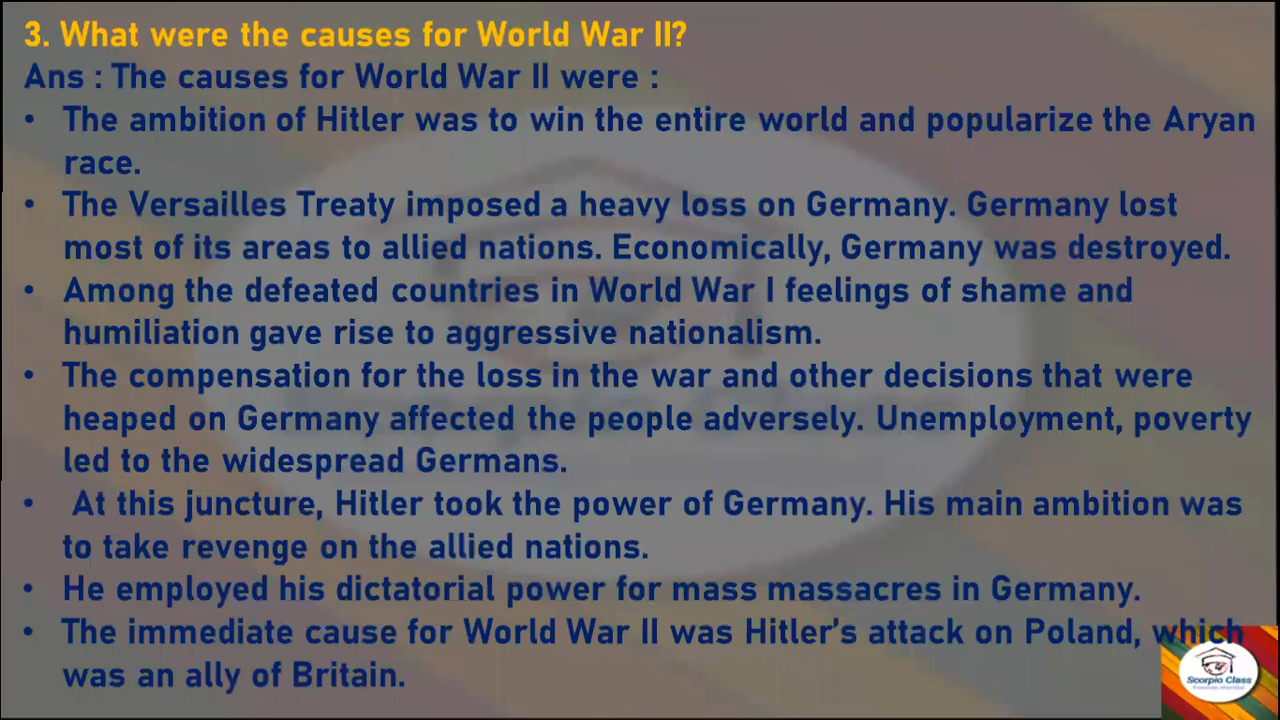 3. What were the causes for World War II?
Ans : The causes for World War II were :
• The ambition of Hitler was to win the entire world and popularize the Aryan
race.
• The Versailles Treaty imposed a heavy loss on Germany. Germany lost
most of its areas to allied nations. Economically, Germany was destroyed.
• Among the defeated countries in World War I feelings of shame and
humiliation gave rise to aggressive nationalism.
• The compensation for the loss in the war and other decisions that were
heaped on Germany affected the people adversely. Unemployment, poverty
led to the widespread Germans.
• At this juncture, Hitler took the power of Germany. His main ambition was
to take revenge on the allied nations.
• He employed his dictatorial power for mass massacres in Germany.
• The immediate cause for World War II was Hitler's attack on Poland, which
was an ally of Britain.
Scorpio Class